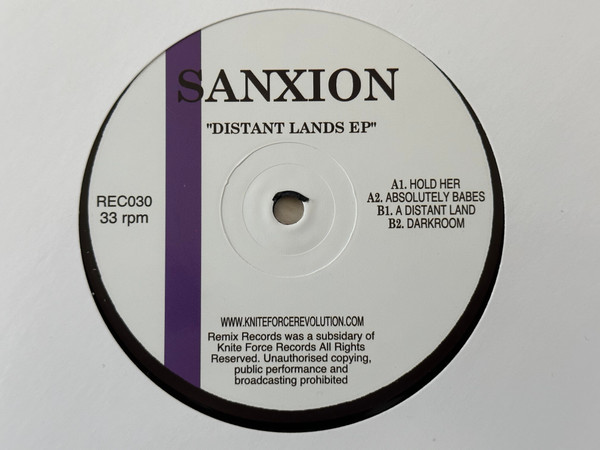 SANXION
"DISTANT LANDS EP"
REC030
33 rpm
A1. HOLD HER
A2. ABSOLUTELY BABES
B1. A DISTANT LAND
B2. DARKROOM
WWW.KNITEFORCEREVOLUTION.COM
Remix Records was a subsidary of
Knite Force Records All Rights
Reserved. Unauthorised copying,
public performance and
broadcasting prohibited